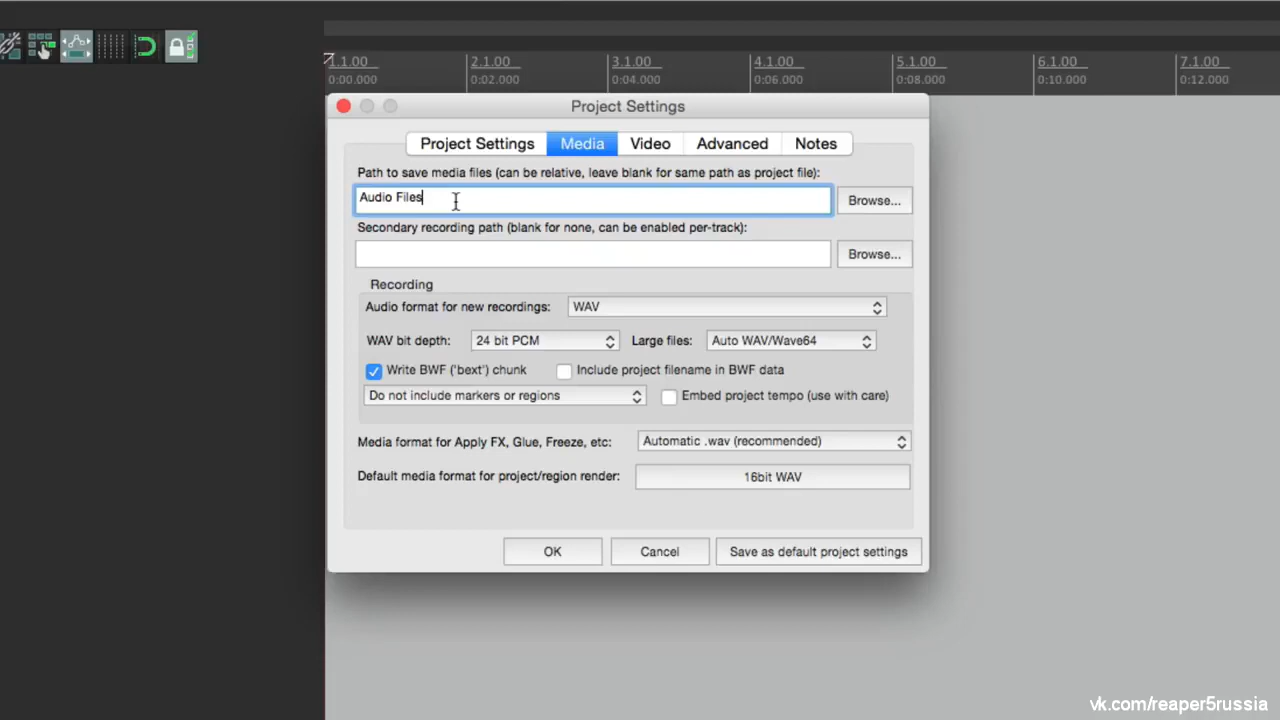 1.1.00 2.1.00 3.1.00 4.1.00 5.1.00 6.1.00 7.1.00
0:00.000 0:02.000 0:04.000 0:06.000 0:08.000 0:10.000 0:12.000
Project Settings
Project Settings Media Video Advanced Notes
Path to save media files (can be relative, leave blank for same path as project file):
Audio Files Browse...
Secondary recording path (blank for none, can be enabled per-track):
Browse...
Recording
Audio format for new recordings: WAV
WAV bit depth: 24 bit PCM Large files: Auto WAV/Wave64
Write BWF ('bext') chunk Include project filename in BWF data
Do not include markers or regions Embed project tempo (use with care)
Media format for Apply FX, Glue, Freeze, etc: Automatic .wav (recommended)
Default media format for project/region render: 16bit WAV
OK Cancel Save as default project settings
vk.com/reaper5russia